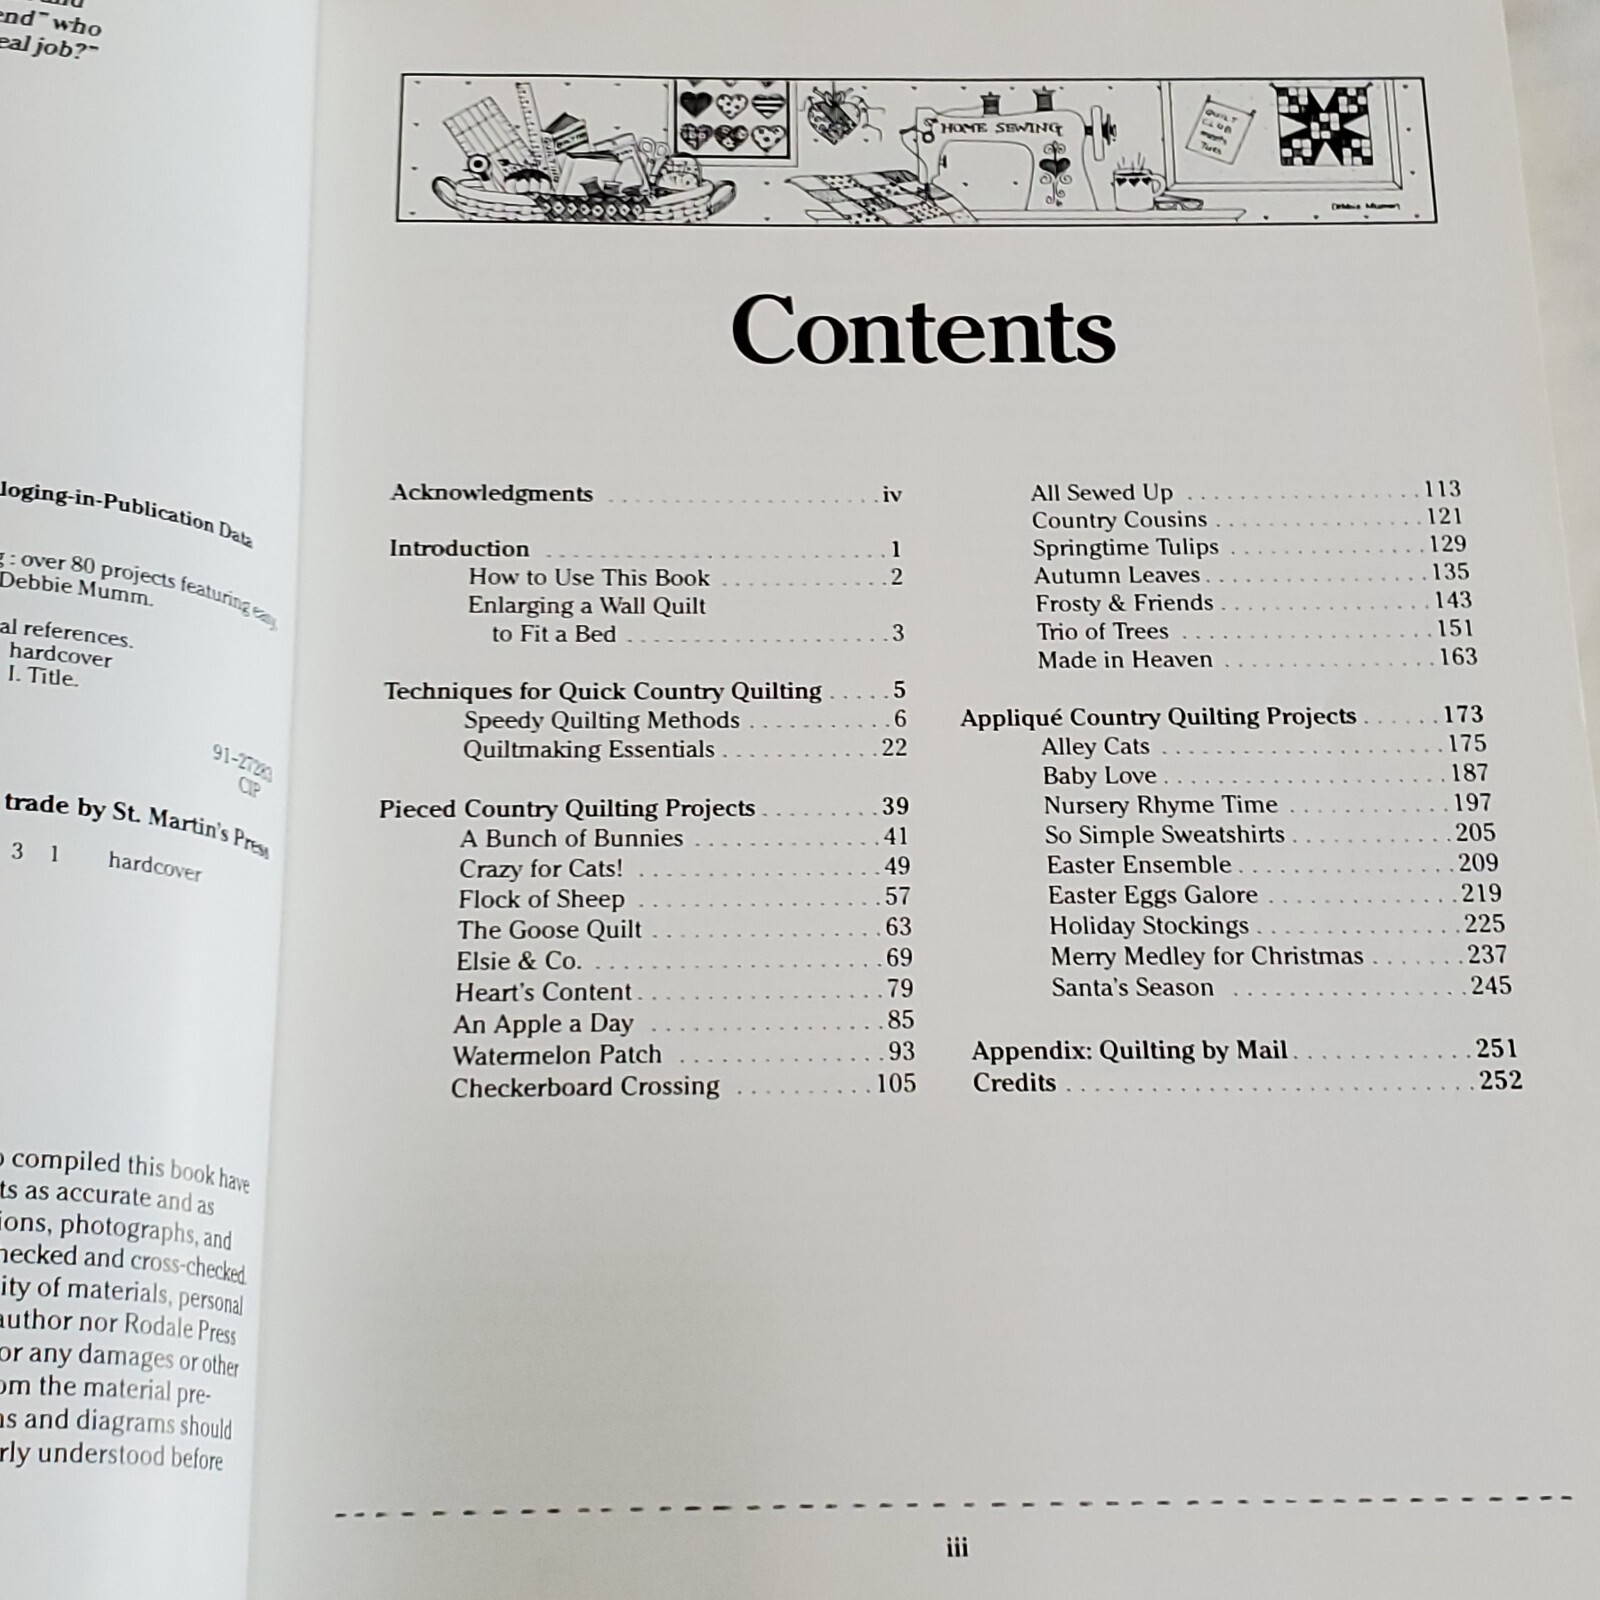 end" who
eal job?"
loging-in-Publication Data
: over 80 projects featuring easy,
Debbie Mumm.
al references.
hardcover
I. Title.
91-27283
CIP
trade by St. Martin's Press
3 1 hardcover
compiled this book have
ts as accurate and as
ions, photographs, and
hecked and cross-checked.
ity of materials, personal
author nor Rodale Press
or any damages or other
om the material pre-
ns and diagrams should
rly understood before
HOME SEWING
QUILT
CLUB
meets
Tues
Debbie Mumm
Contents
Acknowledgments . . . . . . . . . . . . . . . . . . . . iv
Introduction . . . . . . . . . . . . . . . . . . . . . . . . 1
How to Use This Book . . . . . . . . . . . . 2
Enlarging a Wall Quilt
to Fit a Bed . . . . . . . . . . . . . . . . . . . 3
Techniques for Quick Country Quilting . . . . . 5
Speedy Quilting Methods . . . . . . . . . . 6
Quiltmaking Essentials . . . . . . . . . . . 22
Pieced Country Quilting Projects . . . . . . . . . 39
A Bunch of Bunnies . . . . . . . . . . . . . . 41
Crazy for Cats! . . . . . . . . . . . . . . . . . . 49
Flock of Sheep . . . . . . . . . . . . . . . . . . 57
The Goose Quilt . . . . . . . . . . . . . . . . . 63
Elsie & Co. . . . . . . . . . . . . . . . . . . . . . 69
Heart's Content . . . . . . . . . . . . . . . . . . 79
An Apple a Day . . . . . . . . . . . . . . . . . 85
Watermelon Patch . . . . . . . . . . . . . . . 93
Checkerboard Crossing . . . . . . . . . . 105
All Sewed Up . . . . . . . . . . . . . . . . . . 113
Country Cousins . . . . . . . . . . . . . . . . 121
Springtime Tulips . . . . . . . . . . . . . . . 129
Autumn Leaves . . . . . . . . . . . . . . . . . 135
Frosty & Friends . . . . . . . . . . . . . . . . 143
Trio of Trees . . . . . . . . . . . . . . . . . . . 151
Made in Heaven . . . . . . . . . . . . . . . . 163
Appliqué Country Quilting Projects . . . . . . 173
Alley Cats . . . . . . . . . . . . . . . . . . . . . 175
Baby Love . . . . . . . . . . . . . . . . . . . . . 187
Nursery Rhyme Time . . . . . . . . . . . . 197
So Simple Sweatshirts . . . . . . . . . . . . 205
Easter Ensemble . . . . . . . . . . . . . . . . 209
Easter Eggs Galore . . . . . . . . . . . . . . 219
Holiday Stockings . . . . . . . . . . . . . . . 225
Merry Medley for Christmas . . . . . . . 237
Santa's Season . . . . . . . . . . . . . . . . . 245
Appendix: Quilting by Mail . . . . . . . . . . . . . 251
Credits . . . . . . . . . . . . . . . . . . . . . . . . . . . . . 252
iii